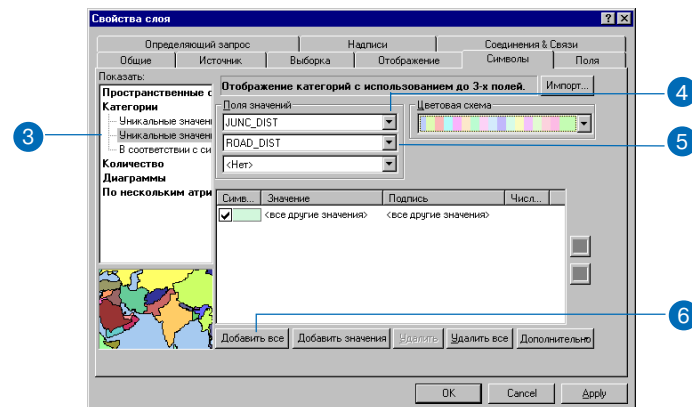 Свойства слоя
Определяющий запрос
Надписи
Соединения & Связи
Общие
Источник
Выборка
Отображение
Символы
Поля
Показать:
Пространственные с
Категории
Уникальные значени
Уникальные значени
В соответствии с си
Количество
Диаграммы
По нескольким атри
Отображение категорий с использованием до 3-х полей.
Импорт...
Поля значений
JUNC_DIST
ROAD_DIST
<Нет>
Цветовая схема
Симв...
Значение
Подпись
Числ...
<все другие значения>
<все другие значения>
Добавить все
Добавить значения
Удалить
Удалить все
Дополнительно
OK
Cancel
Apply
3
4
5
6